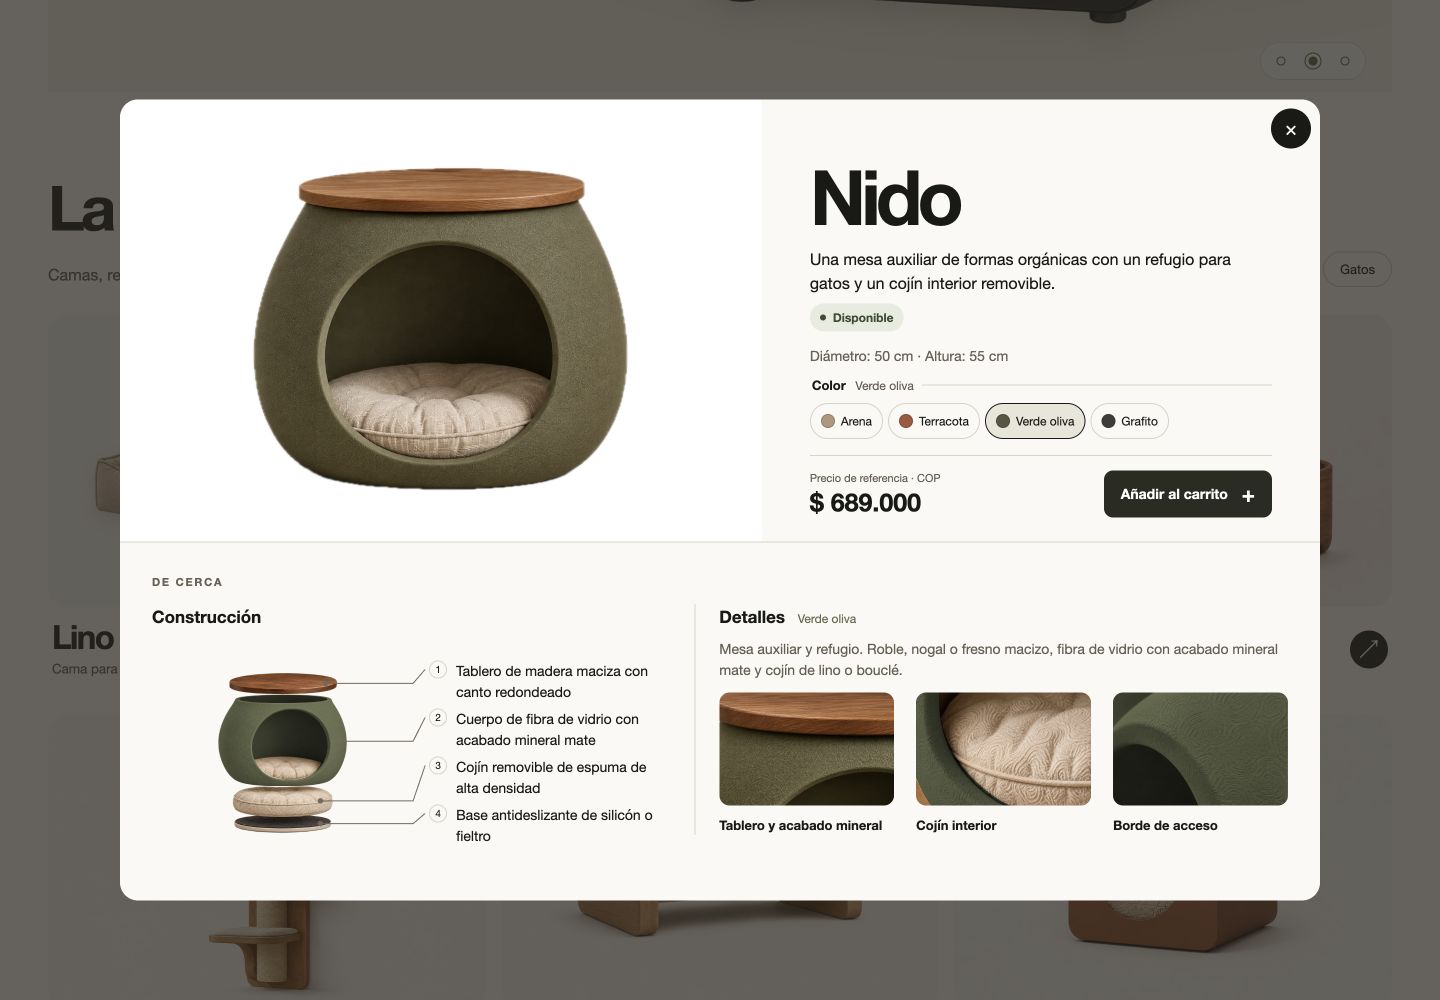 La
Camas, re
Gatos
Lino
Cama para
×
Nido
Una mesa auxiliar de formas orgánicas con un refugio para
gatos y un cojín interior removible.
Disponible
Diámetro: 50 cm · Altura: 55 cm
Color Verde oliva
Arena Terracota Verde oliva Grafito
Precio de referencia · COP
$ 689.000
Añadir al carrito +
DE CERCA
Construcción
1 Tablero de madera maciza con
canto redondeado
2 Cuerpo de fibra de vidrio con
acabado mineral mate
3 Cojín removible de espuma de
alta densidad
4 Base antideslizante de silicón o
fieltro
Detalles Verde oliva
Mesa auxiliar y refugio. Roble, nogal o fresno macizo, fibra de vidrio con acabado mineral
mate y cojín de lino o bouclé.
Tablero y acabado mineral
Cojín interior
Borde de acceso